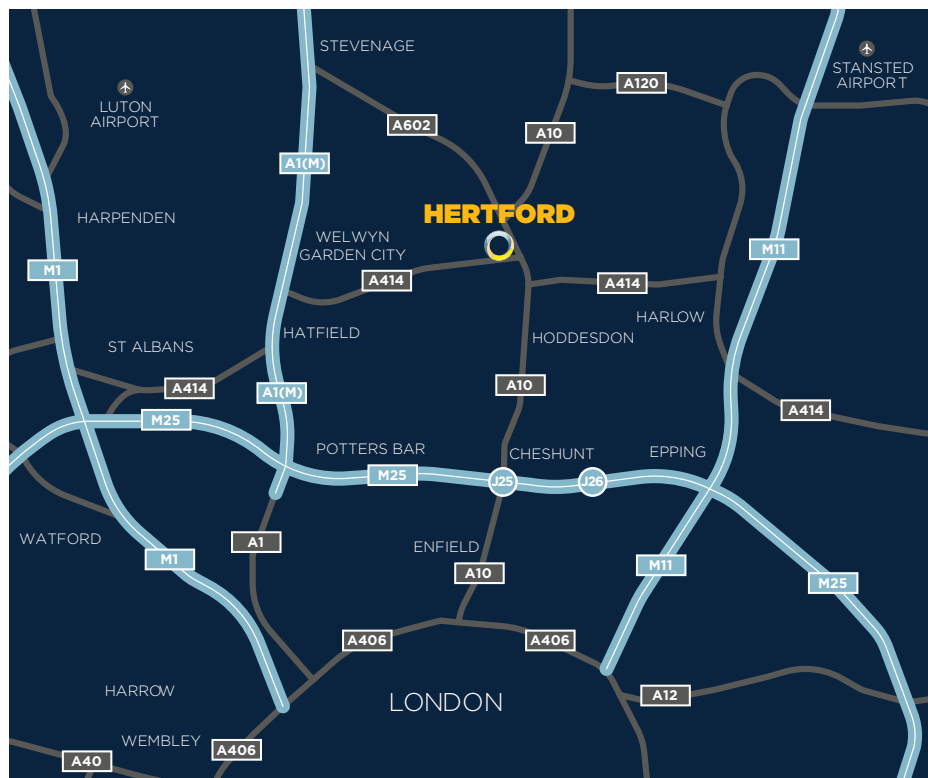 STEVENAGE
STANSTED
AIRPORT
A120
LUTON
AIRPORT
A602
A10
A1(M)
HERTFORD
HARPENDEN
WELWYN
GARDEN CITY
M11
M1
A414
A414
HARLOW
HATFIELD
HODDESDON
ST ALBANS
A414
A10
A1(M)
A414
M25
POTTERS BAR
CHESHUNT
EPPING
M25
J25
J26
WATFORD
A1
ENFIELD
M1
A10
M11
M25
A406
A406
HARROW
LONDON
A12
WEMBLEY
A406
A40